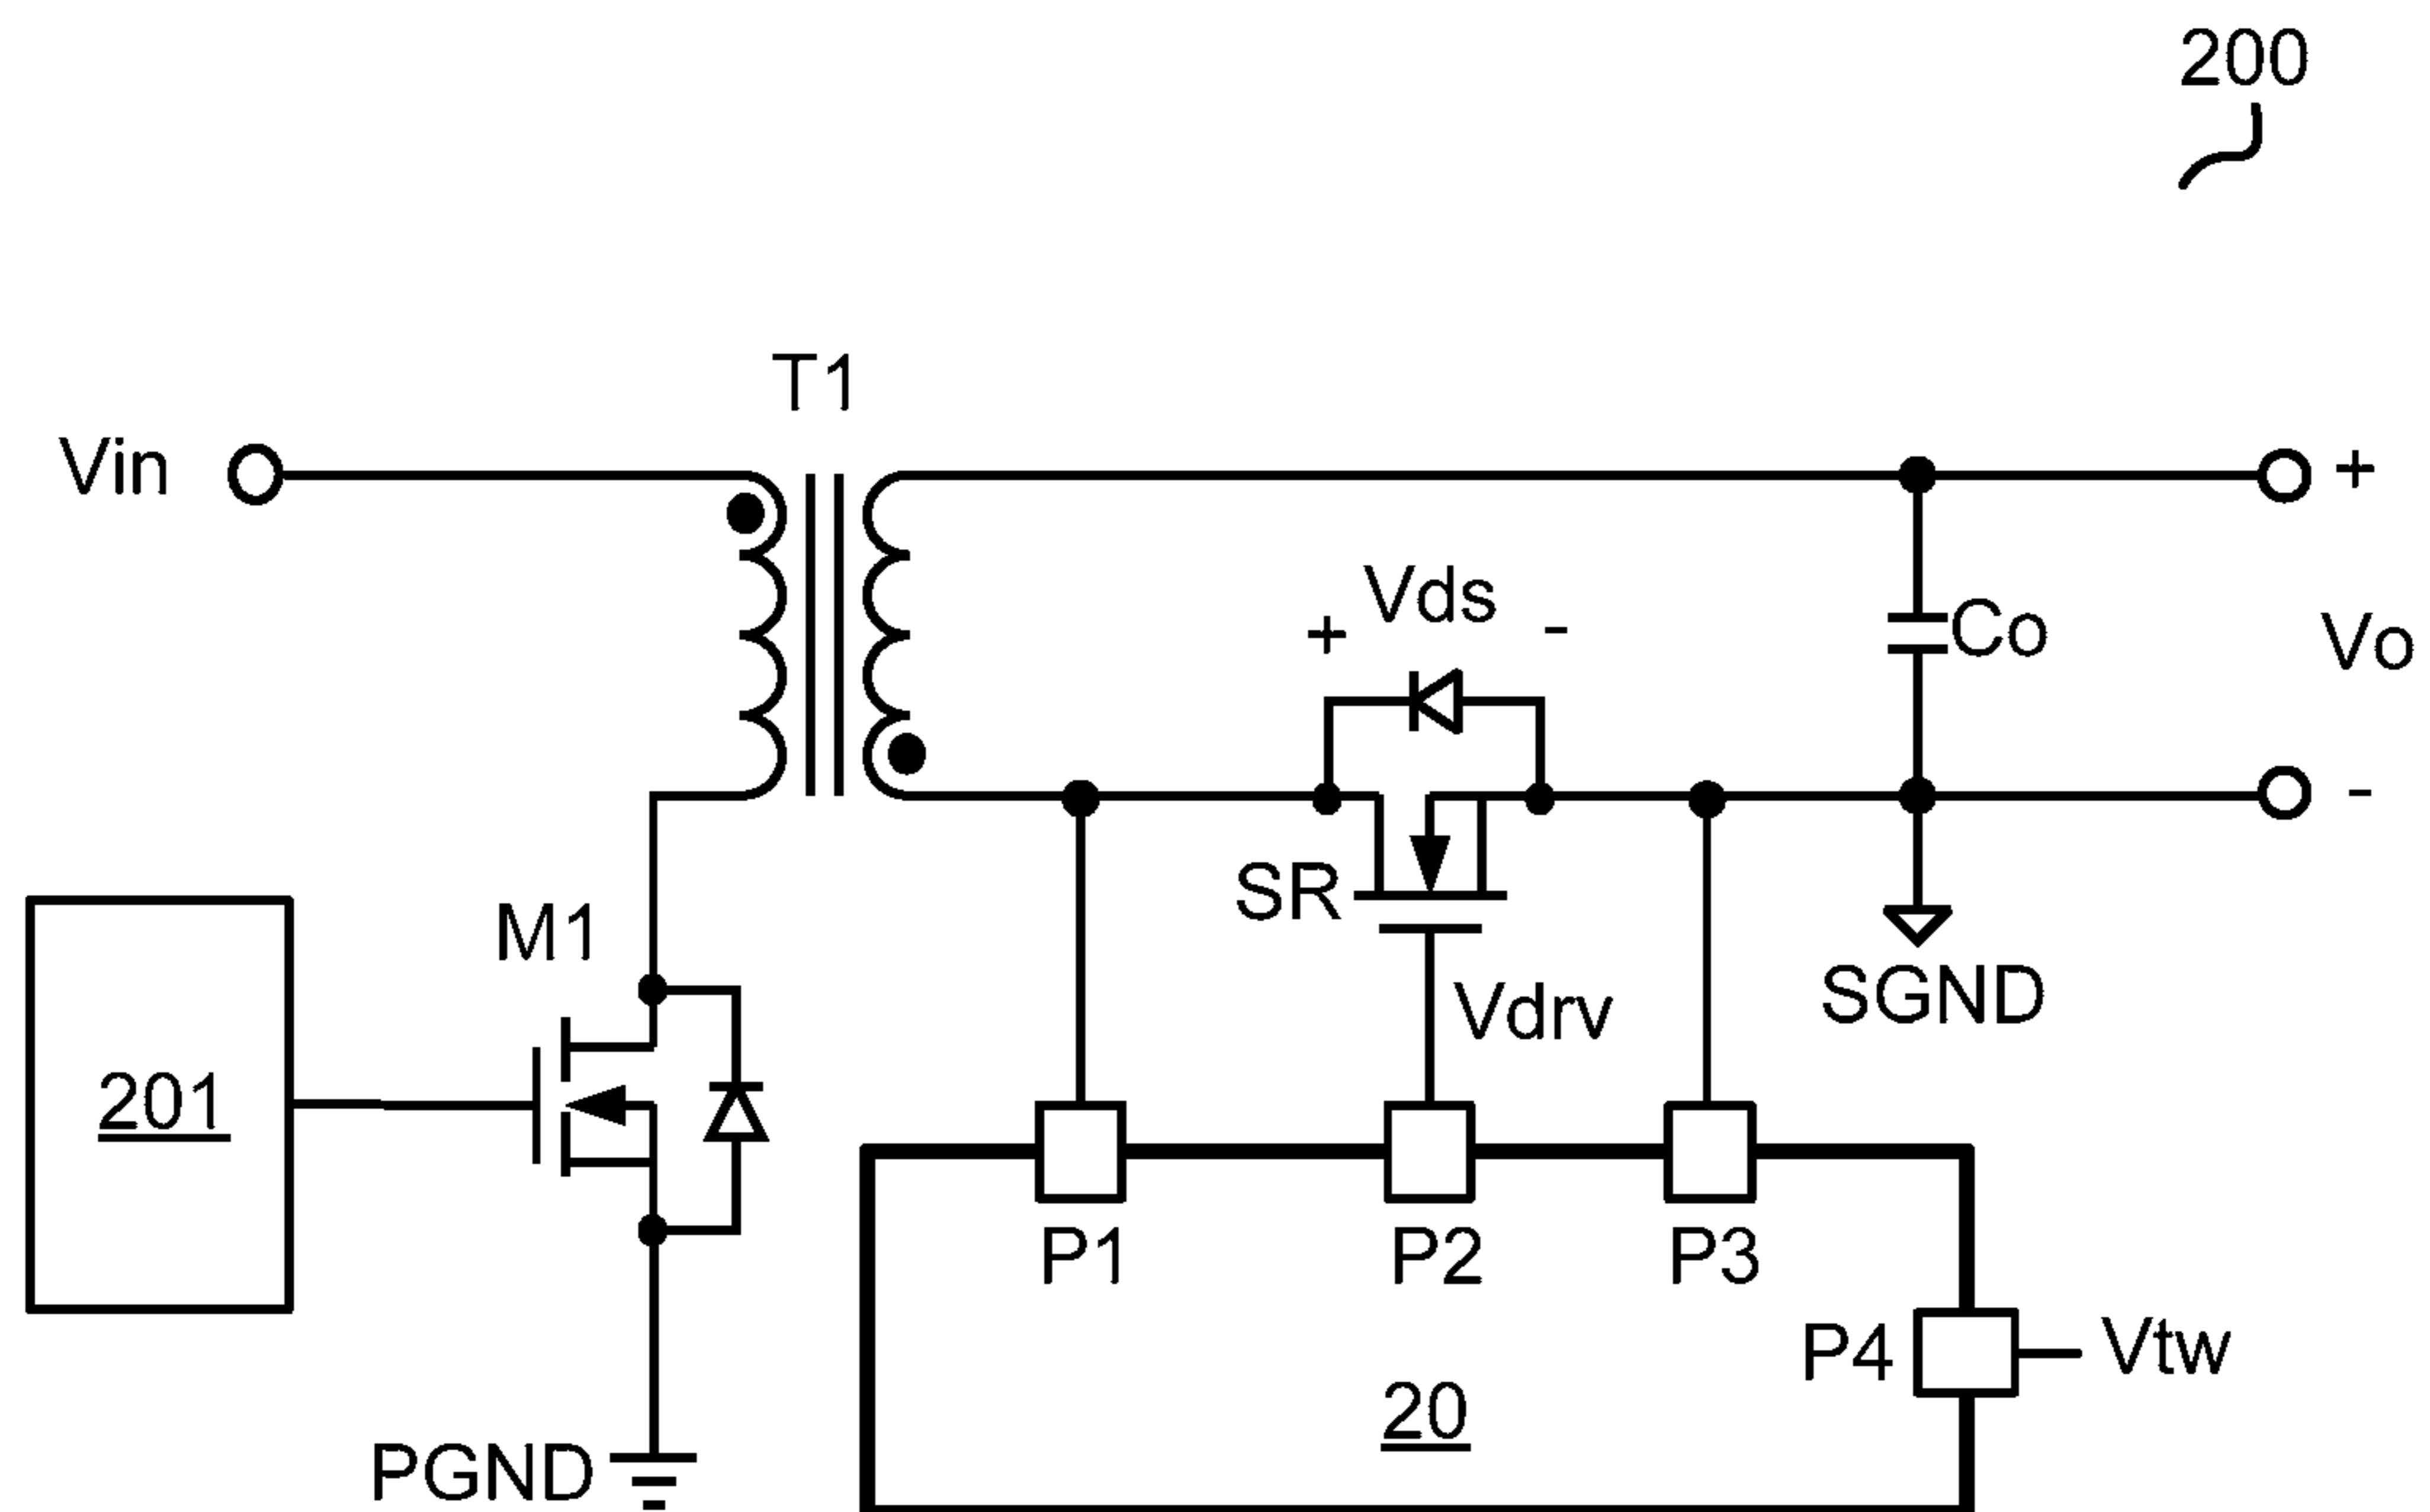 200
T1
Vin
+
Vds
+
-
Co
Vo
-
SR
M1
Vdrv
SGND
201
P1
P2
P3
P4
Vtw
20
PGND